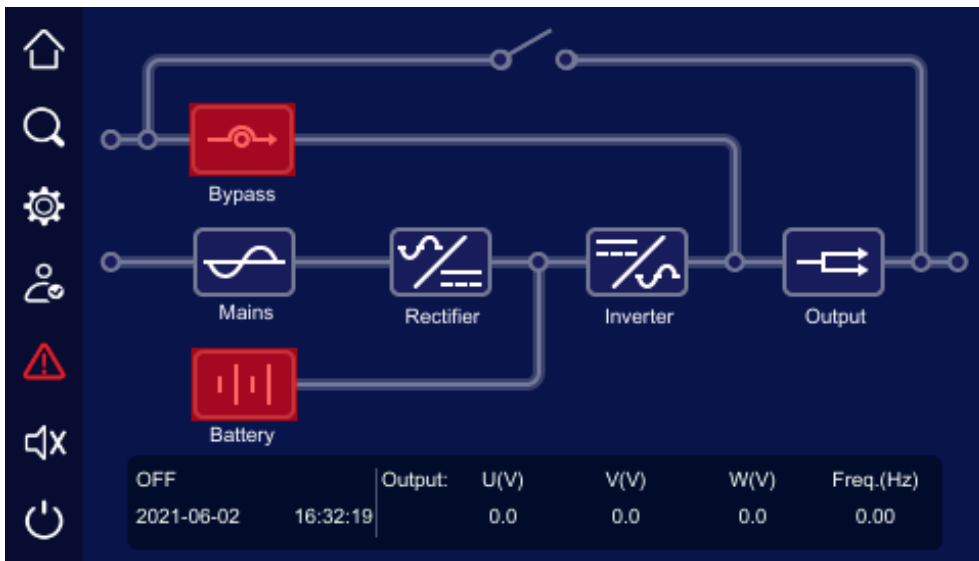 Bypass
Mains
Rectifier
Inverter
Output
Battery
OFF
Output: U(V) V(V) W(V) Freq.(Hz)
2021-06-02 16:32:19 0.0 0.0 0.0 0.00